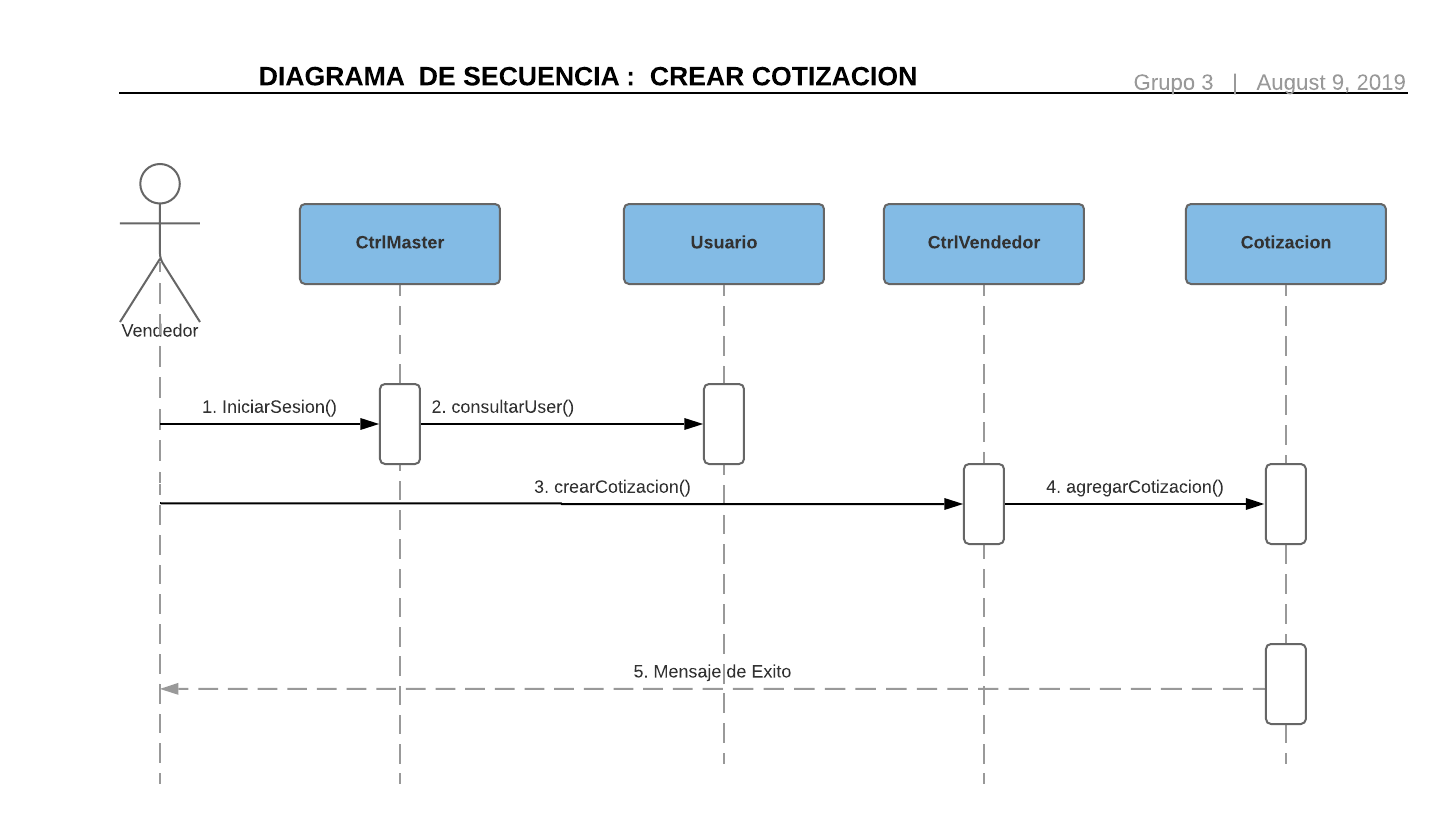 DIAGRAMA  DE SECUENCIA :  CREAR COTIZACION
Grupo 3  |  August 9, 2019
CtrlMaster
Usuario
CtrlVendedor
Cotizacion
Vendedor
1. IniciarSesion()
2. consultarUser()
3. crearCotizacion()
4. agregarCotizacion()
5. Mensaje de Exito